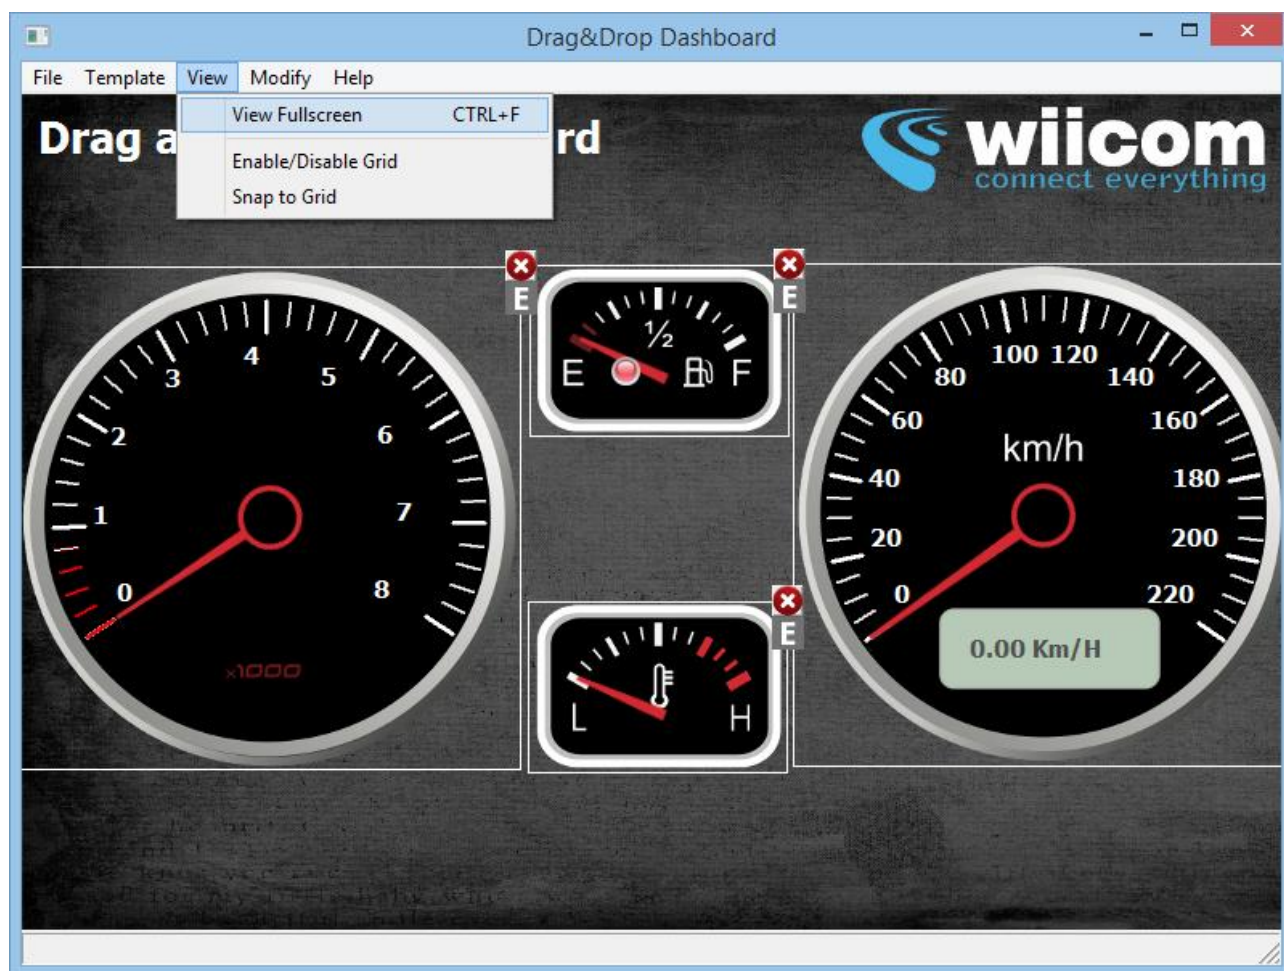 Drag&Drop Dashboard
File Template View Modify Help
View Fullscreen CTRL+F
Enable/Disable Grid
Snap to Grid
Drag a
rd
wiicom
connect everything
E
E
0
1
2
3
4
5
6
7
8
×1000
E
½
F
L
H
E
0
20
40
60
80
100
120
140
160
180
200
220
km/h
0.00 Km/H